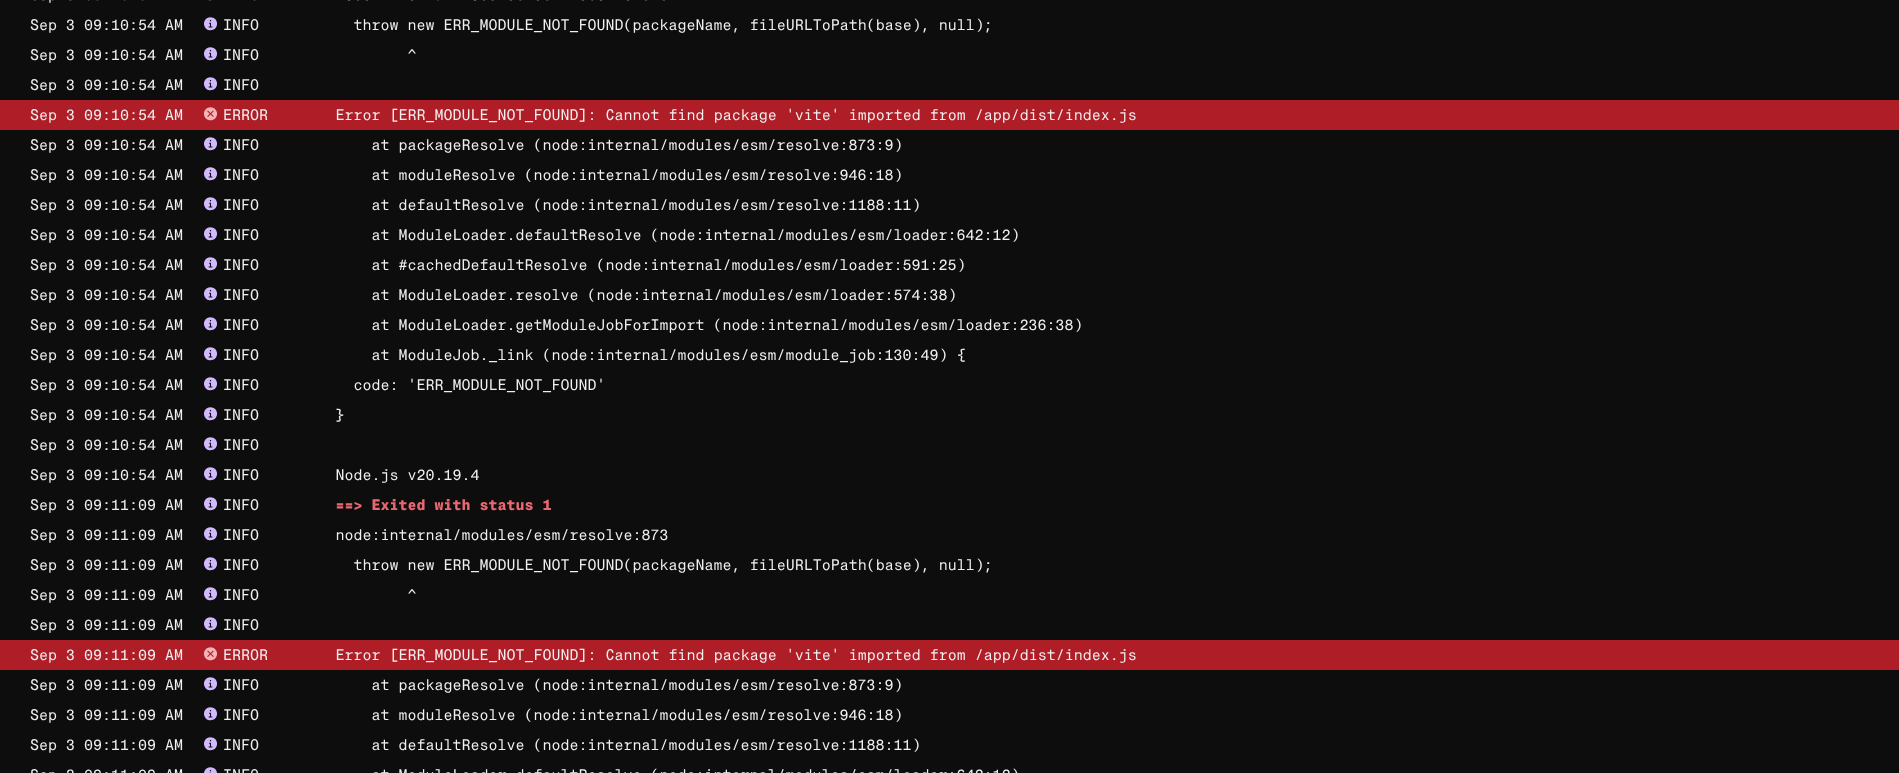 Sep 3 09:10:54 AM INFO throw new ERR_MODULE_NOT_FOUND(packageName, fileURLToPath(base), null);
Sep 3 09:10:54 AM INFO ^
Sep 3 09:10:54 AM INFO
Sep 3 09:10:54 AM ERROR Error [ERR_MODULE_NOT_FOUND]: Cannot find package 'vite' imported from /app/dist/index.js
Sep 3 09:10:54 AM INFO at packageResolve (node:internal/modules/esm/resolve:873:9)
Sep 3 09:10:54 AM INFO at moduleResolve (node:internal/modules/esm/resolve:946:18)
Sep 3 09:10:54 AM INFO at defaultResolve (node:internal/modules/esm/resolve:1188:11)
Sep 3 09:10:54 AM INFO at ModuleLoader.defaultResolve (node:internal/modules/esm/loader:642:12)
Sep 3 09:10:54 AM INFO at #cachedDefaultResolve (node:internal/modules/esm/loader:591:25)
Sep 3 09:10:54 AM INFO at ModuleLoader.resolve (node:internal/modules/esm/loader:574:38)
Sep 3 09:10:54 AM INFO at ModuleLoader.getModuleJobForImport (node:internal/modules/esm/loader:236:38)
Sep 3 09:10:54 AM INFO at ModuleJob._link (node:internal/modules/esm/module_job:130:49) {
Sep 3 09:10:54 AM INFO code: 'ERR_MODULE_NOT_FOUND'
Sep 3 09:10:54 AM INFO }
Sep 3 09:10:54 AM INFO
Sep 3 09:10:54 AM INFO Node.js v20.19.4
Sep 3 09:11:09 AM INFO ==> Exited with status 1
Sep 3 09:11:09 AM INFO node:internal/modules/esm/resolve:873
Sep 3 09:11:09 AM INFO throw new ERR_MODULE_NOT_FOUND(packageName, fileURLToPath(base), null);
Sep 3 09:11:09 AM INFO ^
Sep 3 09:11:09 AM INFO
Sep 3 09:11:09 AM ERROR Error [ERR_MODULE_NOT_FOUND]: Cannot find package 'vite' imported from /app/dist/index.js
Sep 3 09:11:09 AM INFO at packageResolve (node:internal/modules/esm/resolve:873:9)
Sep 3 09:11:09 AM INFO at moduleResolve (node:internal/modules/esm/resolve:946:18)
Sep 3 09:11:09 AM INFO at defaultResolve (node:internal/modules/esm/resolve:1188:11)
Sep 3 09:11:09 AM INFO at ModuleLoader.defaultResolve (node:internal/modules/esm/loader:642:12)